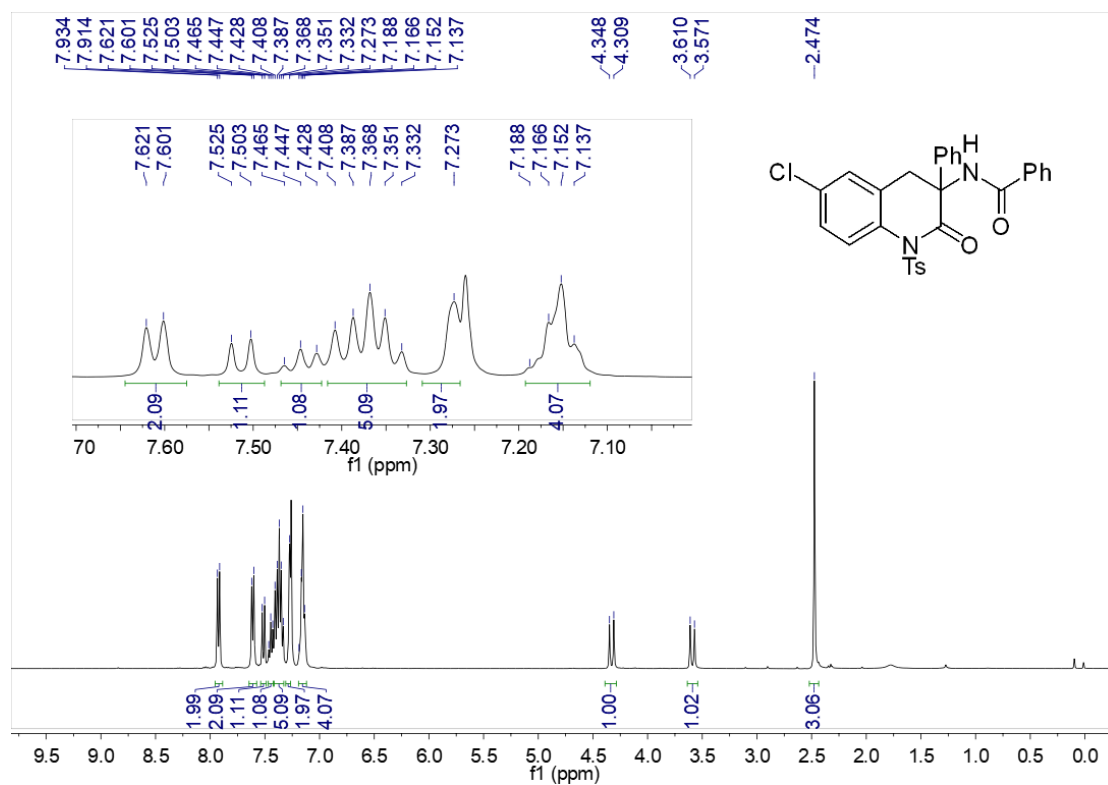 7.934 7.914 7.621 7.601 7.525 7.503 7.465 7.447 7.428 7.408 7.387 7.368 7.351 7.332 7.273 7.188 7.166 7.152 7.137 4.348 4.309 3.610 3.571 2.474
7.621 7.601 7.525 7.503 7.465 7.447 7.428 7.408 7.387 7.368 7.351 7.332 7.273 7.188 7.166 7.152 7.137
H
Ph
Cl
N
Ph
O
N
O
Ts
2.09 1.11 1.08 5.09 1.97 4.07
70 7.60 7.50 7.40 7.30 7.20 7.10
f1 (ppm)
1.99 2.09 1.11 1.08 5.09 1.97 4.07 1.00 1.02 3.06
9.5 9.0 8.5 8.0 7.5 7.0 6.5 6.0 5.5 5.0 4.5 4.0 3.5 3.0 2.5 2.0 1.5 1.0 0.5 0.0
f1 (ppm)